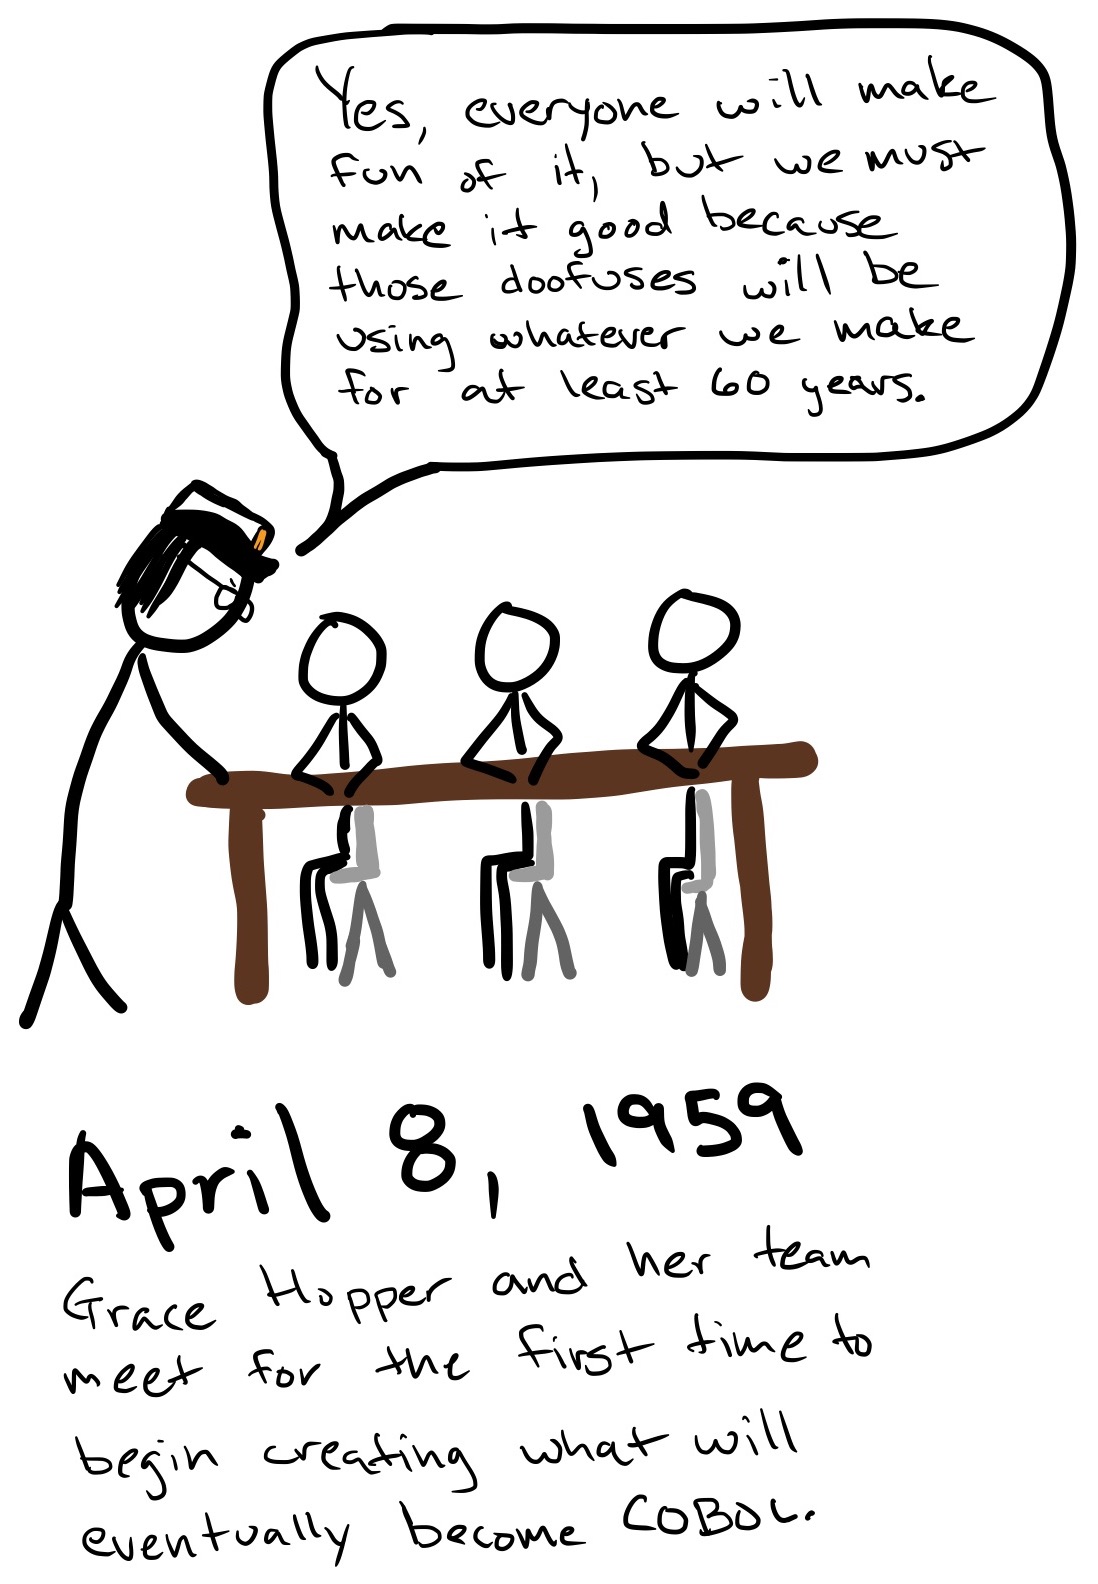 Yes, everyone will make
fun of it, but we must
make it good because
those doofuses will be
using whatever we make
for at least 60 years.
April 8, 1959
Grace Hopper and her team
meet for the first time to
begin creating what will
eventually become COBOL.